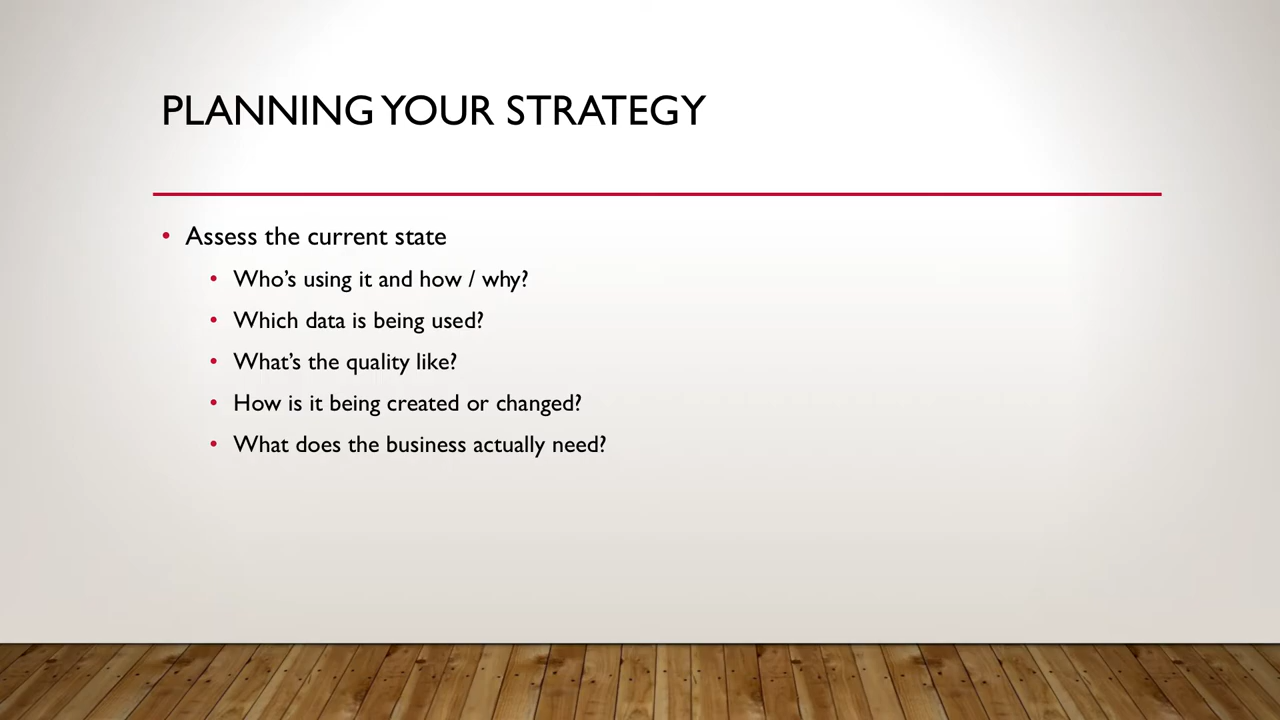 PLANNING YOUR STRATEGY
• Assess the current state
• Who’s using it and how / why?
• Which data is being used?
• What’s the quality like?
• How is it being created or changed?
• What does the business actually need?